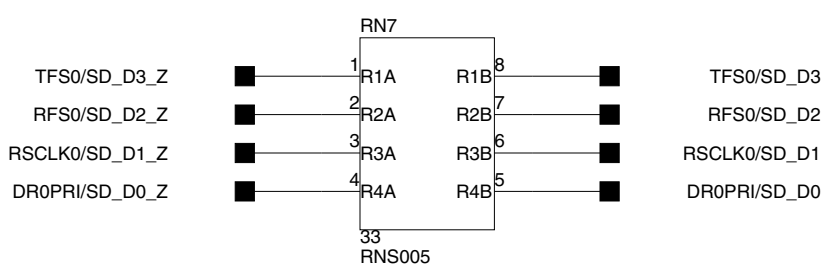 RN7
TFS0/SD_D3_Z 1 R1A R1B 8 TFS0/SD_D3
RFS0/SD_D2_Z 2 R2A R2B 7 RFS0/SD_D2
RSCLK0/SD_D1_Z 3 R3A R3B 6 RSCLK0/SD_D1
DR0PRI/SD_D0_Z 4 R4A R4B 5 DR0PRI/SD_D0
33
RNS005